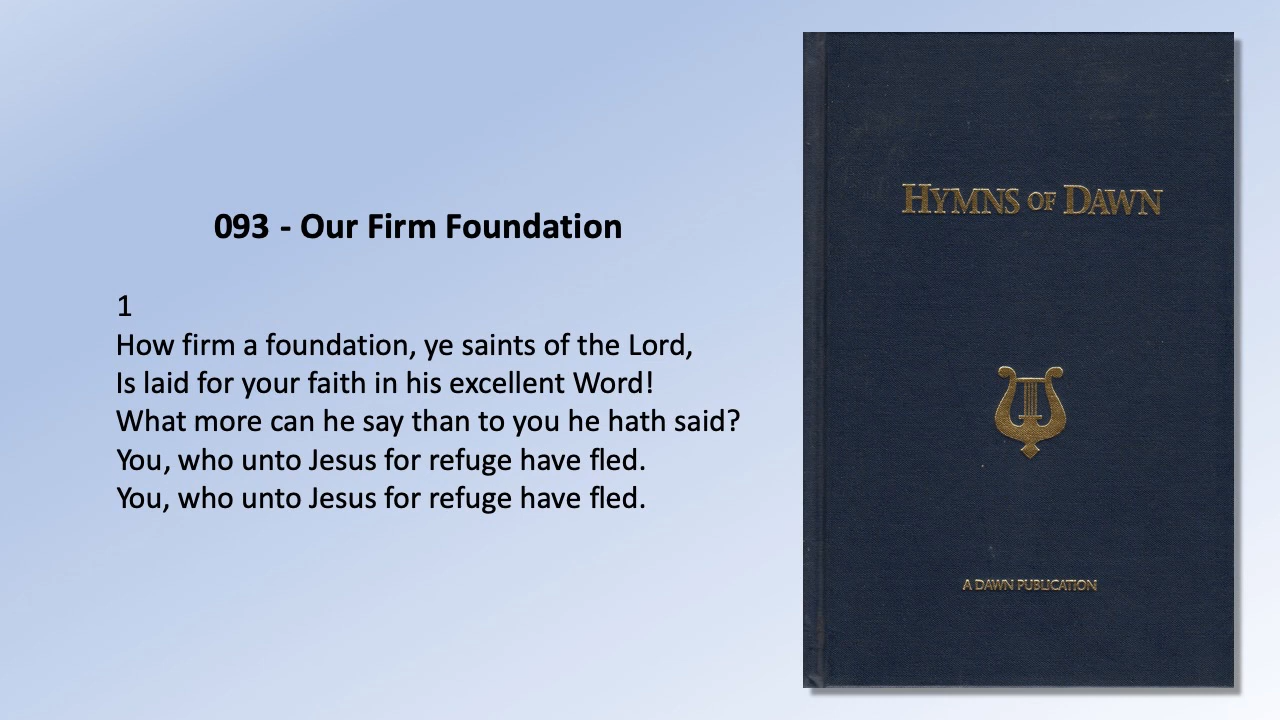 093 - Our Firm Foundation
1
How firm a foundation, ye saints of the Lord,
Is laid for your faith in his excellent Word!
What more can he say than to you he hath said?
You, who unto Jesus for refuge have fled.
You, who unto Jesus for refuge have fled.
HYMNS OF DAWN
A DAWN PUBLICATION